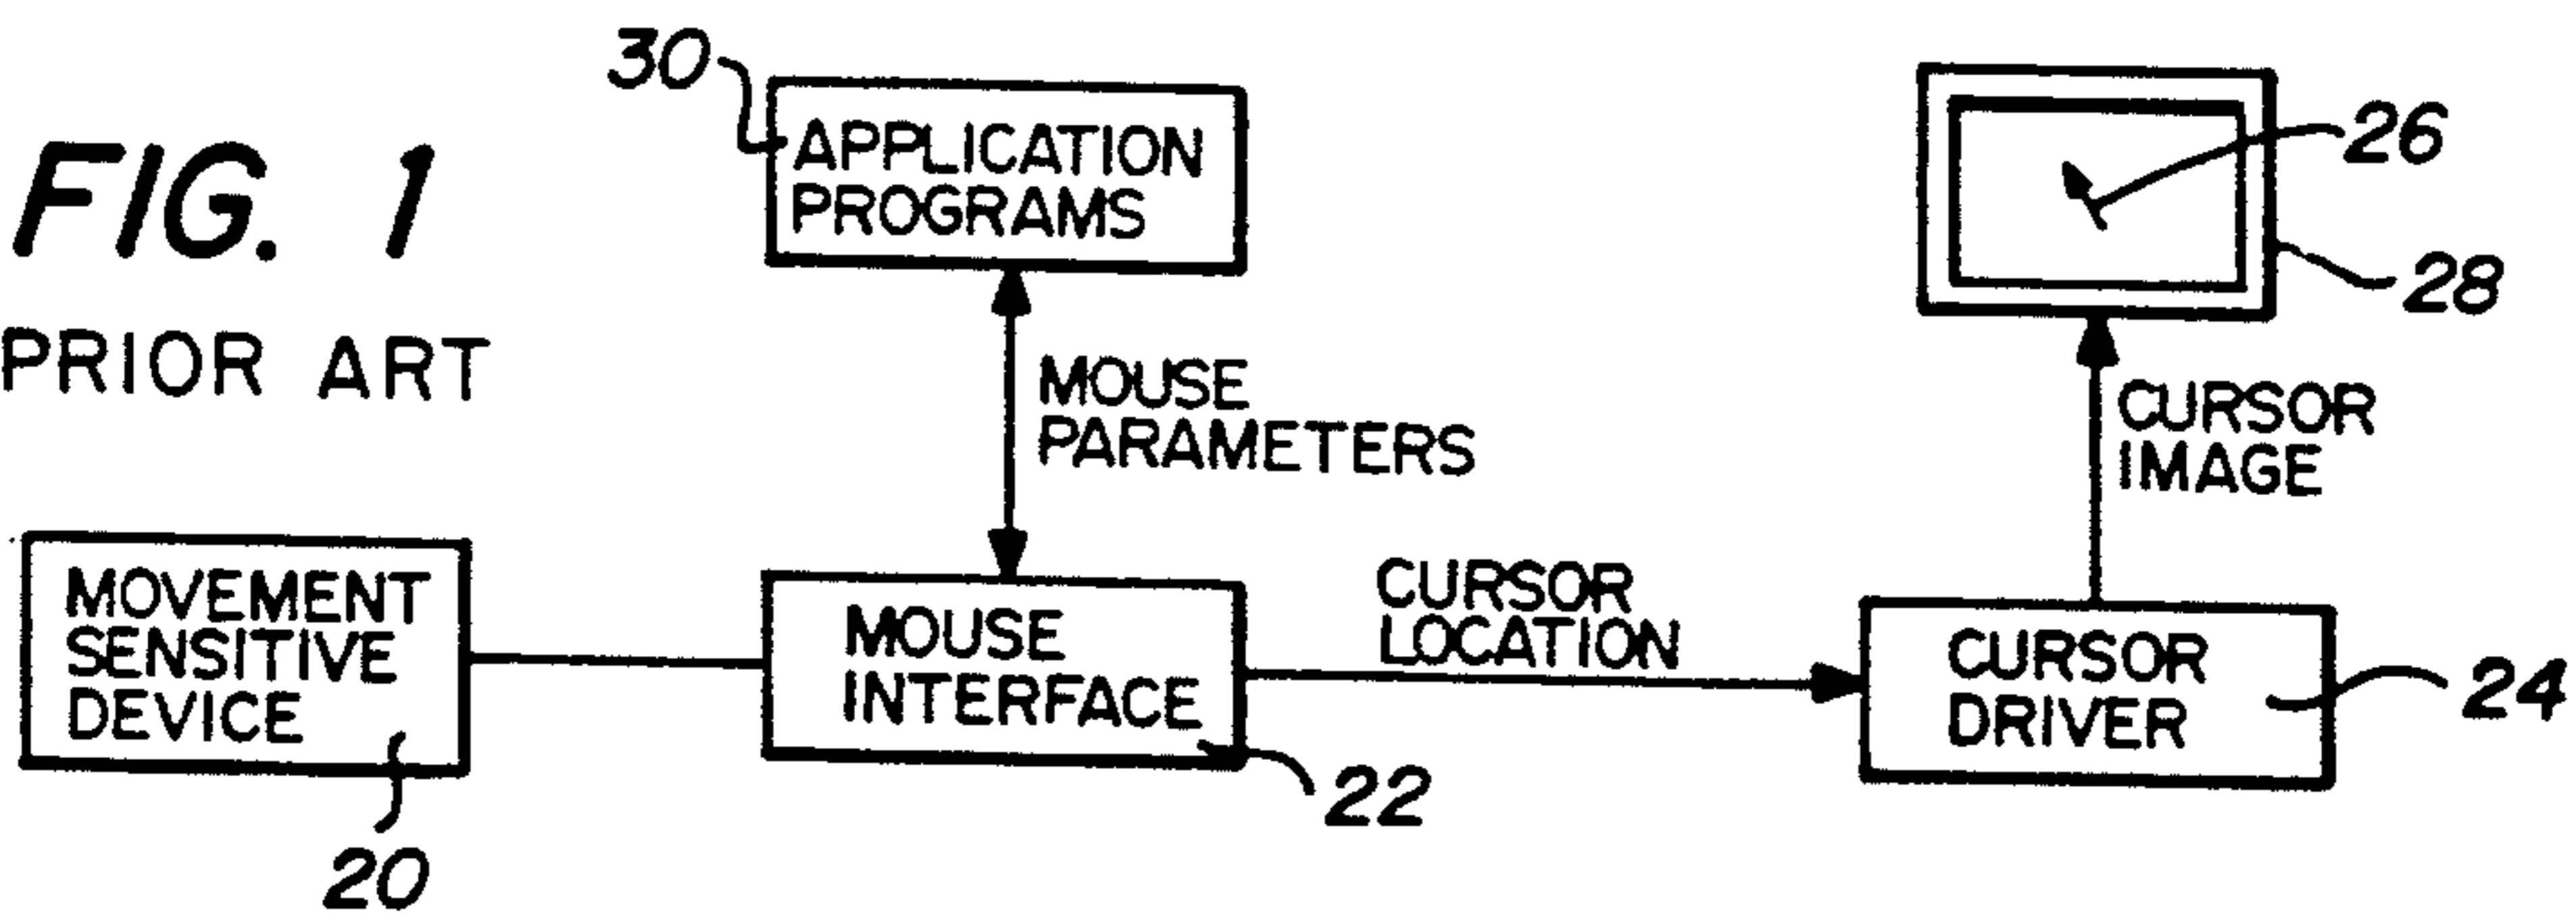 FIG. 1
PRIOR ART
30
APPLICATION
PROGRAMS
26
28
MOUSE
PARAMETERS
CURSOR
IMAGE
MOVEMENT
SENSITIVE
DEVICE
20
MOUSE
INTERFACE
22
CURSOR
LOCATION
CURSOR
DRIVER
24